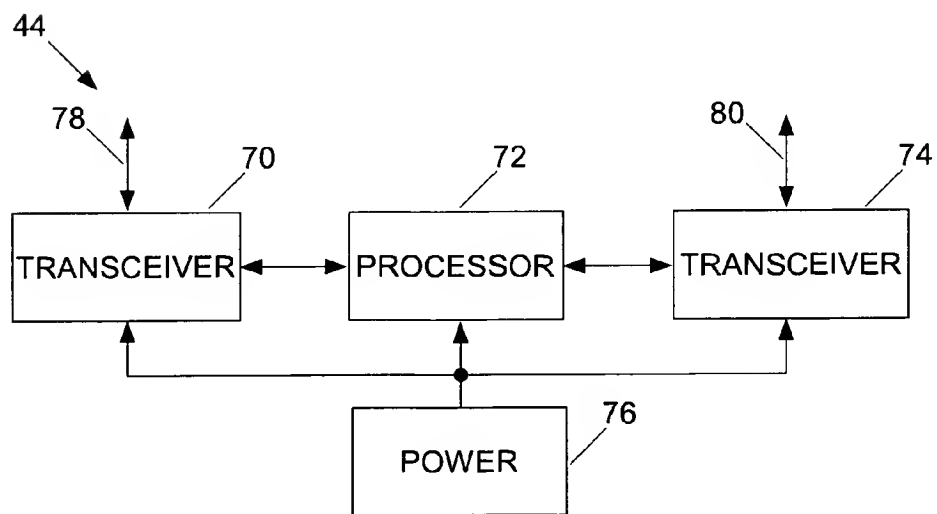 44
78
70
72
80
74
TRANSCEIVER
PROCESSOR
TRANSCEIVER
76
POWER